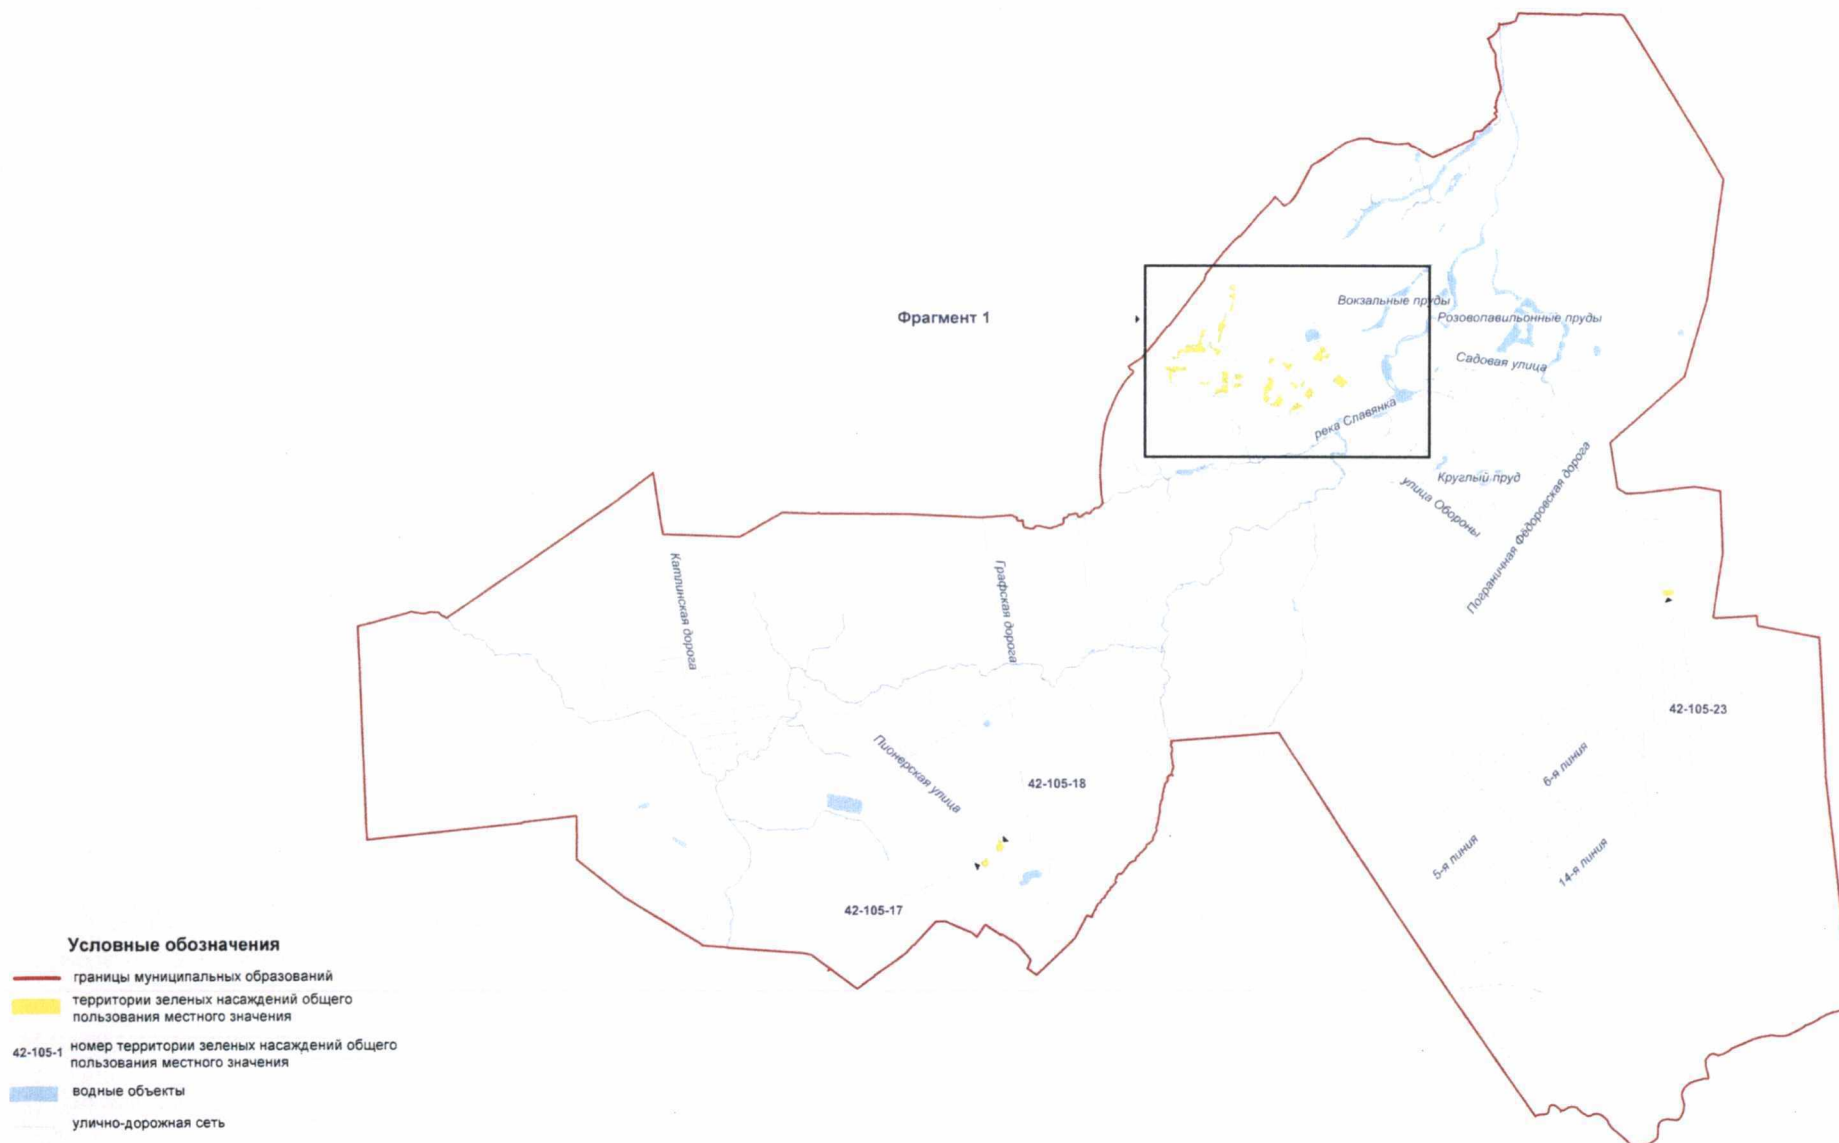 Фрагмент 1
Вокзальные пруды
Розовопавильонные пруды
Садовая улица
река Славянка
Круглый пруд
улица Обороны
Пограничная Фёдоровская дорога
Катлинская дорога
Графская дорога
42-105-23
Пионерская улица
6-я линия
42-105-18
5-я линия
14-я линия
42-105-17
Условные обозначения
границы муниципальных образований
территории зеленых насаждений общего
пользования местного значения
42-105-1 номер территории зеленых насаждений общего
пользования местного значения
водные объекты
улично-дорожная сеть